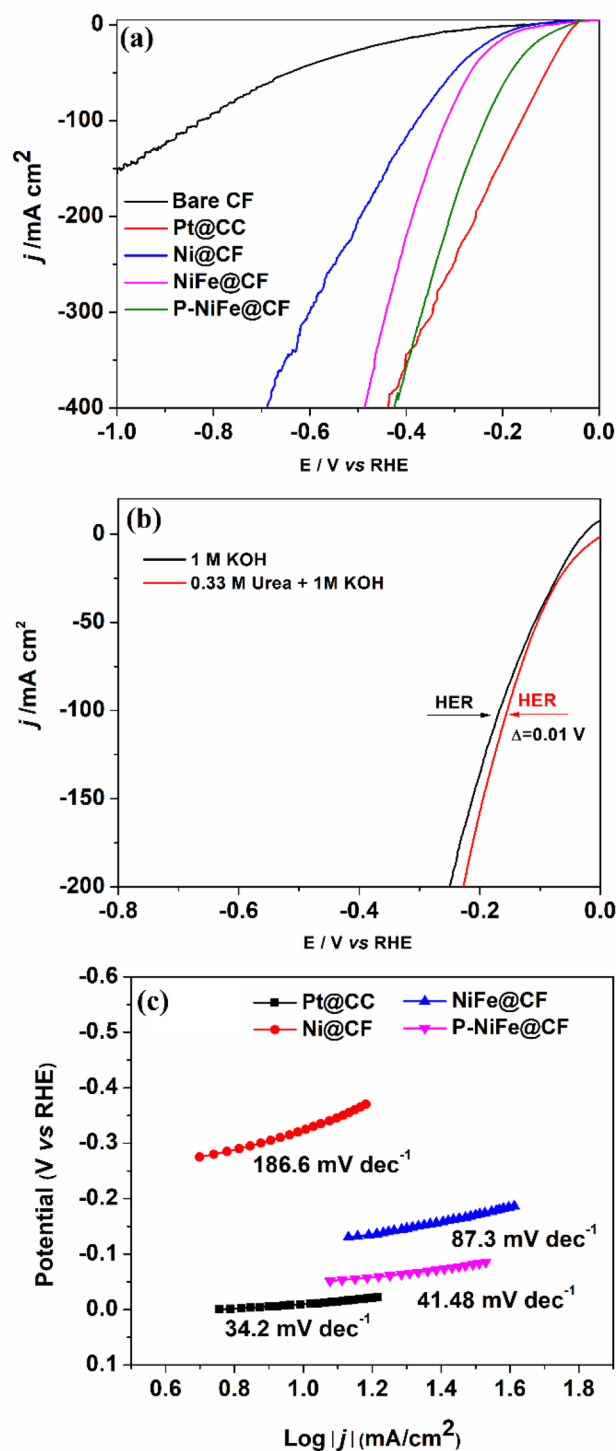 (a)
0
-100
-200
-300
-400
j /mA cm²
Bare CF
Pt@CC
Ni@CF
NiFe@CF
P-NiFe@CF
-1.0 -0.8 -0.6 -0.4 -0.2 0.0
E / V vs RHE
(b)
0
-50
-100
-150
-200
j /mA cm²
1 M KOH
0.33 M Urea + 1M KOH
HER
HER
Δ=0.01 V
-0.8 -0.6 -0.4 -0.2 0.0
E / V vs RHE
(c)
-0.6
-0.5
-0.4
-0.3
-0.2
-0.1
0.0
0.1
Potential (V vs RHE)
Pt@CC NiFe@CF
Ni@CF P-NiFe@CF
186.6 mV dec⁻¹
87.3 mV dec⁻¹
41.48 mV dec⁻¹
34.2 mV dec⁻¹
0.6 0.8 1.0 1.2 1.4 1.6 1.8
Log |j| (mA/cm²)